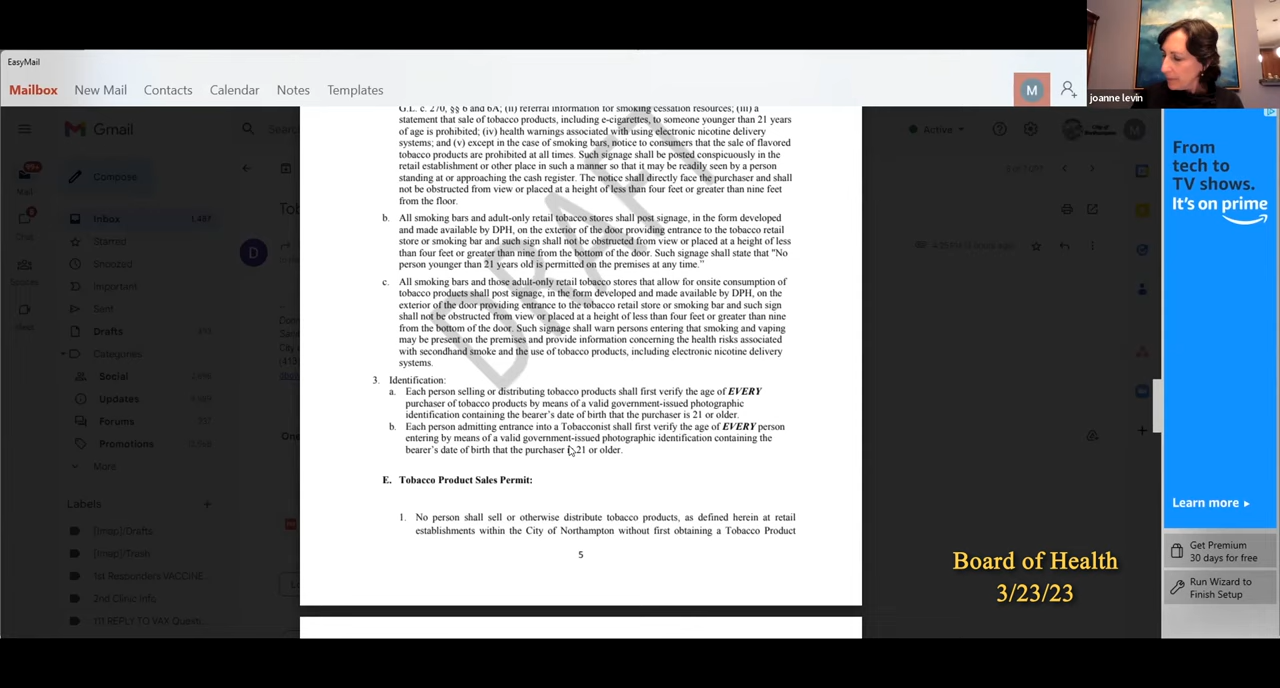 EasyMail
Mailbox New Mail Contacts Calendar Notes Templates
M
joanne levin
Gmail
Active
M
99+
Mail
Compose
Inbox 1,487
Starred
Snoozed
Important
Sent
Drafts
Categories
Social
Updates
Forums
Promotions
More
Labels
[Imap]/Drafts
[Imap]/Trash
1st Responders VACCINE...
2nd Clinic Info
111 REPLY TO VAX Questi...
Chat
Spaces
Meet
D
G.L. c. 270, §§ 6 and 6A; (ii) referral information for smoking cessation resources; (iii) a
statement that sale of tobacco products, including e-cigarettes, to someone younger than 21 years
of age is prohibited; (iv) health warnings associated with using electronic nicotine delivery
systems; and (v) except in the case of smoking bars, notice to consumers that the sale of flavored
tobacco products are prohibited at all times. Such signage shall be posted conspicuously in the
retail establishment or other place in such a manner so that it may be readily seen by a person
standing at or approaching the cash register. The notice shall directly face the purchaser and shall
not be obstructed from view or placed at a height of less than four feet or greater than nine feet
from the floor.
b. All smoking bars and adult-only retail tobacco stores shall post signage, in the form developed
and made available by DPH, on the exterior of the door providing entrance to the tobacco retail
store or smoking bar and such sign shall not be obstructed from view or placed at a height of less
than four feet or greater than nine from the bottom of the door. Such signage shall state that "No
person younger than 21 years old is permitted on the premises at any time."
c. All smoking bars and those adult-only retail tobacco stores that allow for onsite consumption of
tobacco products shall post signage, in the form developed and made available by DPH, on the
exterior of the door providing entrance to the tobacco retail store or smoking bar and such sign
shall not be obstructed from view or placed at a height of less than four feet or greater than nine
from the bottom of the door. Such signage shall warn persons entering that smoking and vaping
may be present on the premises and provide information concerning the health risks associated
with secondhand smoke and the use of tobacco products, including electronic nicotine delivery
systems.
3. Identification:
a. Each person selling or distributing tobacco products shall first verify the age of EVERY
purchaser of tobacco products by means of a valid government-issued photographic
identification containing the bearer's date of birth that the purchaser is 21 or older.
b. Each person admitting entrance into a Tobacconist shall first verify the age of EVERY person
entering by means of a valid government-issued photographic identification containing the
bearer's date of birth that the purchaser is 21 or older.
E. Tobacco Product Sales Permit:
1. No person shall sell or otherwise distribute tobacco products, as defined herein at retail
establishments within the City of Northampton without first obtaining a Tobacco Product
5
DRAFT
From
tech to
TV shows.
It's on prime
Learn more
Get Premium
30 days for free
Run Wizard to
Finish Setup
Board of Health
3/23/23